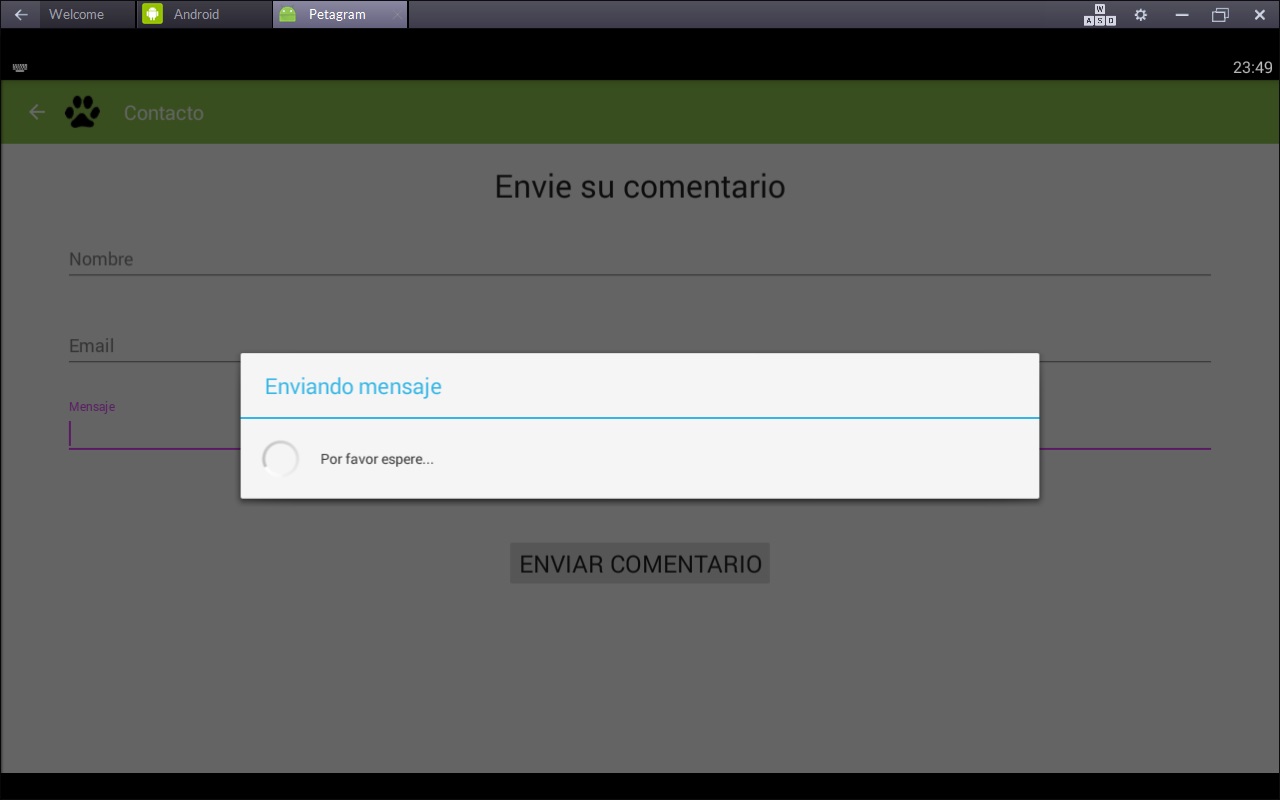 Welcome Android Petagram W
A S D
23:49
Contacto
Envie su comentario
Nombre
Email
Enviando mensaje
Mensaje
Por favor espere...
ENVIAR COMENTARIO